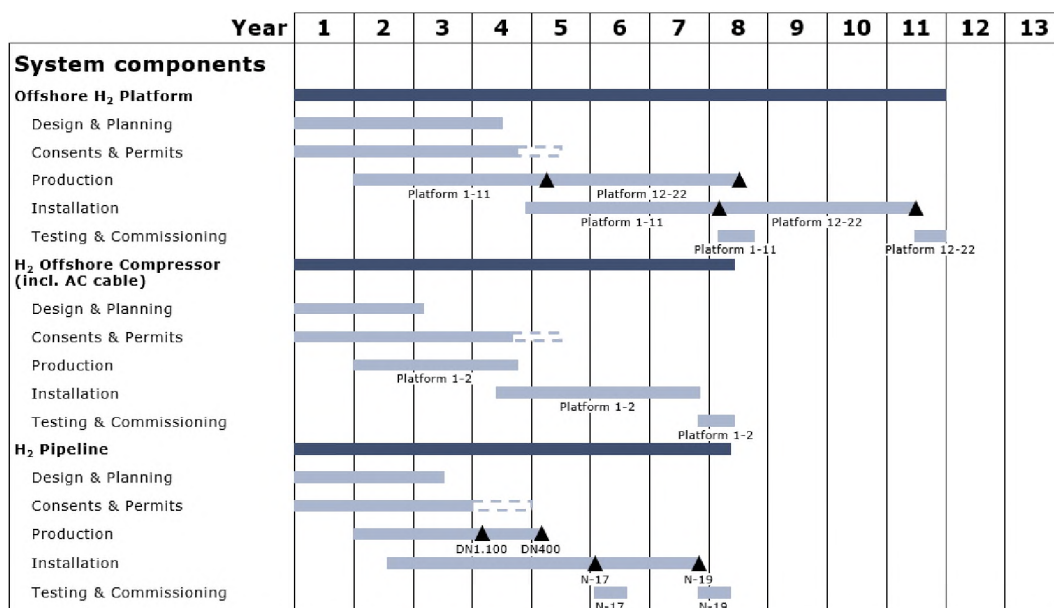 Year 1 2 3 4 5 6 7 8 9 10 11 12 13
System components
Offshore H₂ Platform
Design & Planning
Consents & Permits
Production
Platform 1-11 Platform 12-22
Installation
Platform 1-11 Platform 12-22
Testing & Commissioning
Platform 1-11 Platform 12-22
H₂ Offshore Compressor
(incl. AC cable)
Design & Planning
Consents & Permits
Production
Platform 1-2
Installation
Platform 1-2
Testing & Commissioning
Platform 1-2
H₂ Pipeline
Design & Planning
Consents & Permits
Production
DN1.100 DN400
Installation
N-17 N-19
Testing & Commissioning
N-17 N-19